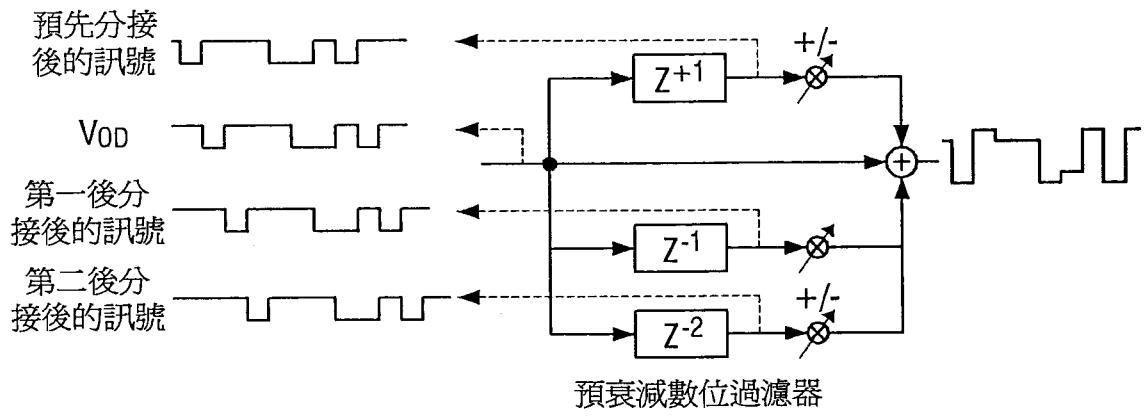 預先分接
後的訊號
VOD
第一後分
接後的訊號
第二後分
接後的訊號
Z+1
+/-
+
Z-1
+/-
Z-2
預衰減數位過濾器